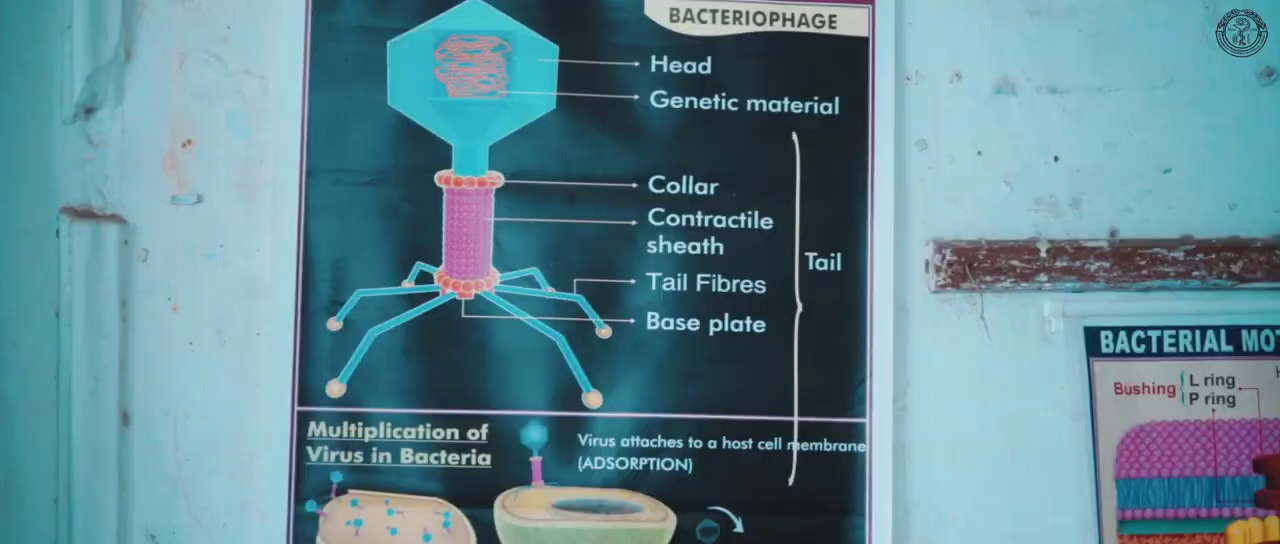 BACTERIOPHAGE
Head
Genetic material
Collar
Contractile
sheath
Tail Fibres
Base plate
Tail
Multiplication of
Virus in Bacteria
Virus attaches to a host cell membrane
(ADSORPTION)
BACTERIAL MOT
Bushing
L ring
P ring
H